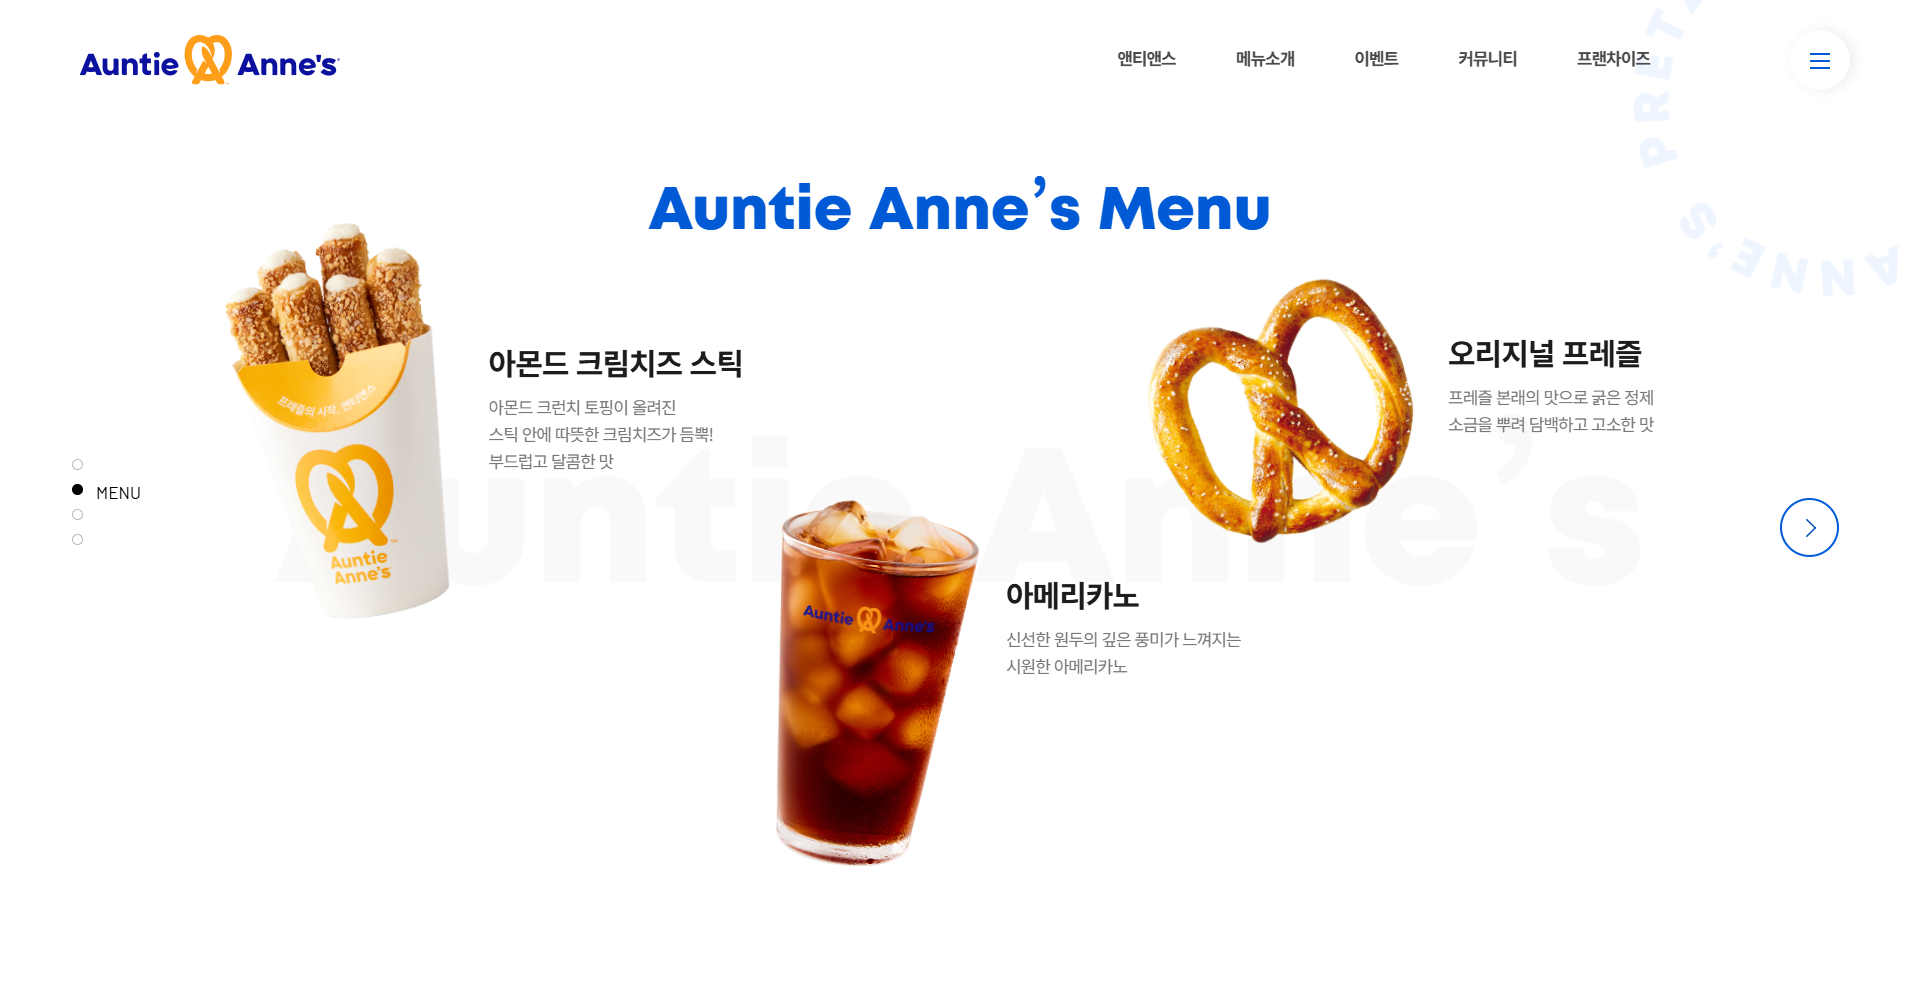 Auntie Anne's
앤티앤스
메뉴소개
이벤트
커뮤니티
프랜차이즈
ANNE'S PRETZ
Auntie Anne's Menu
아몬드 크림치즈 스틱
아몬드 크런치 토핑이 올려진
스틱 안에 따뜻한 크림치즈가 듬뿍!
부드럽고 달콤한 맛
프레즐의 시작, 앤티앤스
Auntie
Anne's
오리지널 프레즐
프레즐 본래의 맛으로 굵은 정제
소금을 뿌려 담백하고 고소한 맛
MENU
Auntie Anne's
Auntie Anne's
아메리카노
신선한 원두의 깊은 풍미가 느껴지는
시원한 아메리카노